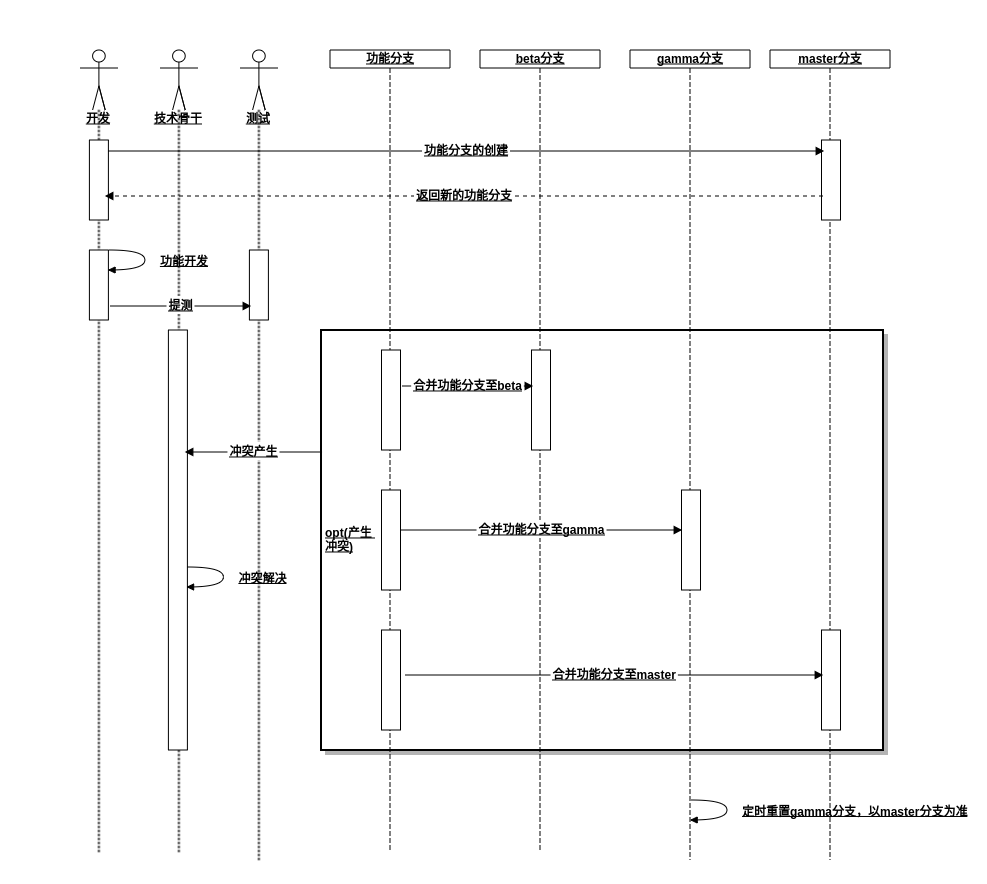 功能分支
beta分支
gamma分支
master分支
开发
技术骨干
测试
功能分支的创建
返回新的功能分支
功能开发
提测
合并功能分支至beta
冲突产生
opt(产生
冲突)
合并功能分支至gamma
冲突解决
合并功能分支至master
定时重置gamma分支，以master分支为准